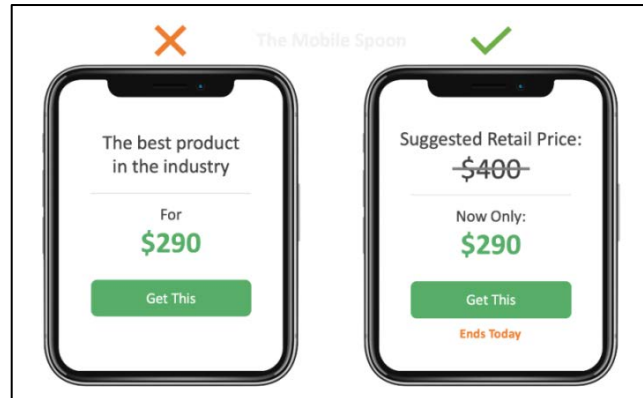 The Mobile Spoon
The best product
in the industry
For
$290
Get This
Suggested Retail Price:
$400
Now Only:
$290
Get This
Ends Today